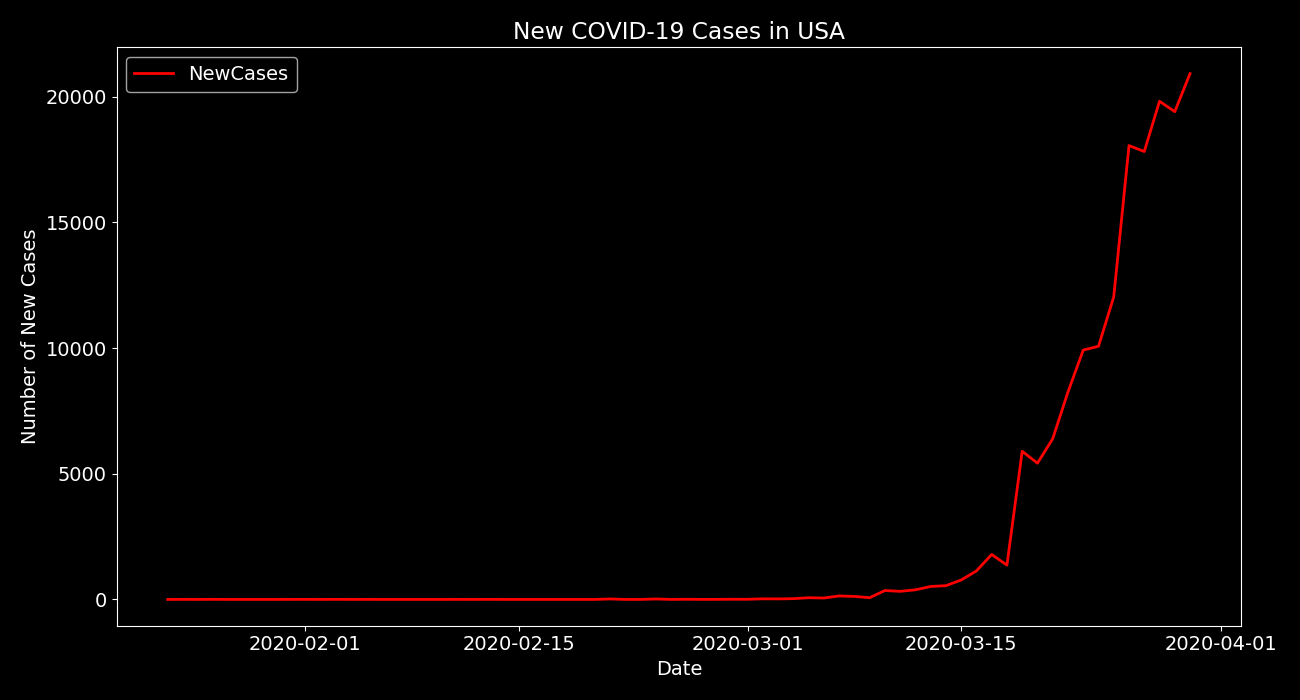 New COVID-19 Cases in USA
NewCases
20000
15000
10000
5000
0
Number of New Cases
2020-02-01
2020-02-15
2020-03-01
2020-03-15
2020-04-01
Date